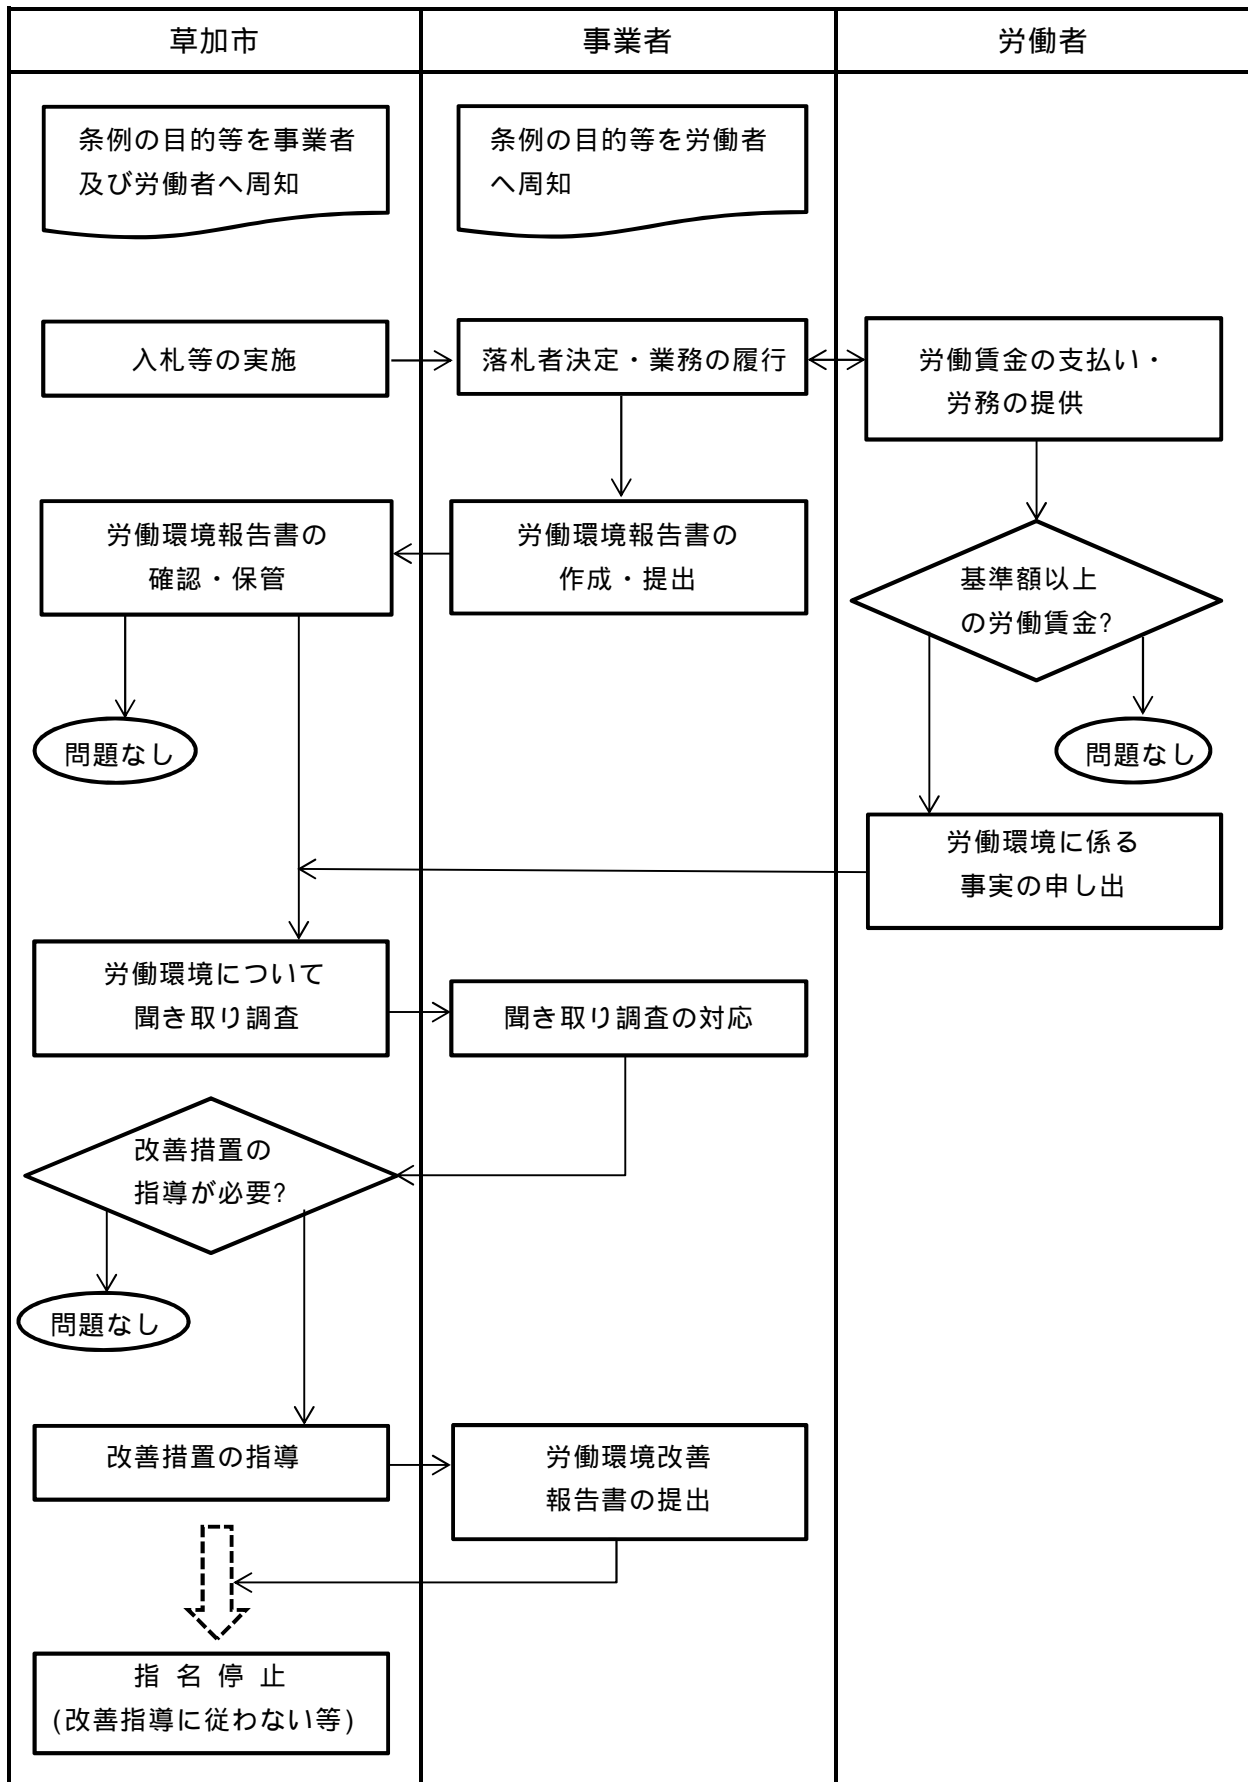 草加市
事業者
労働者
条例の目的等を事業者
及び労働者へ周知
条例の目的等を労働者
へ周知
入札等の実施
落札者決定・業務の履行
労働賃金の支払い・
労務の提供
労働環境報告書の
確認・保管
労働環境報告書の
作成・提出
基準額以上
の労働賃金?
問題なし
問題なし
労働環境に係る
事実の申し出
労働環境について
聞き取り調査
聞き取り調査の対応
改善措置の
指導が必要?
問題なし
改善措置の指導
労働環境改善
報告書の提出
指名停止
(改善指導に従わない等)